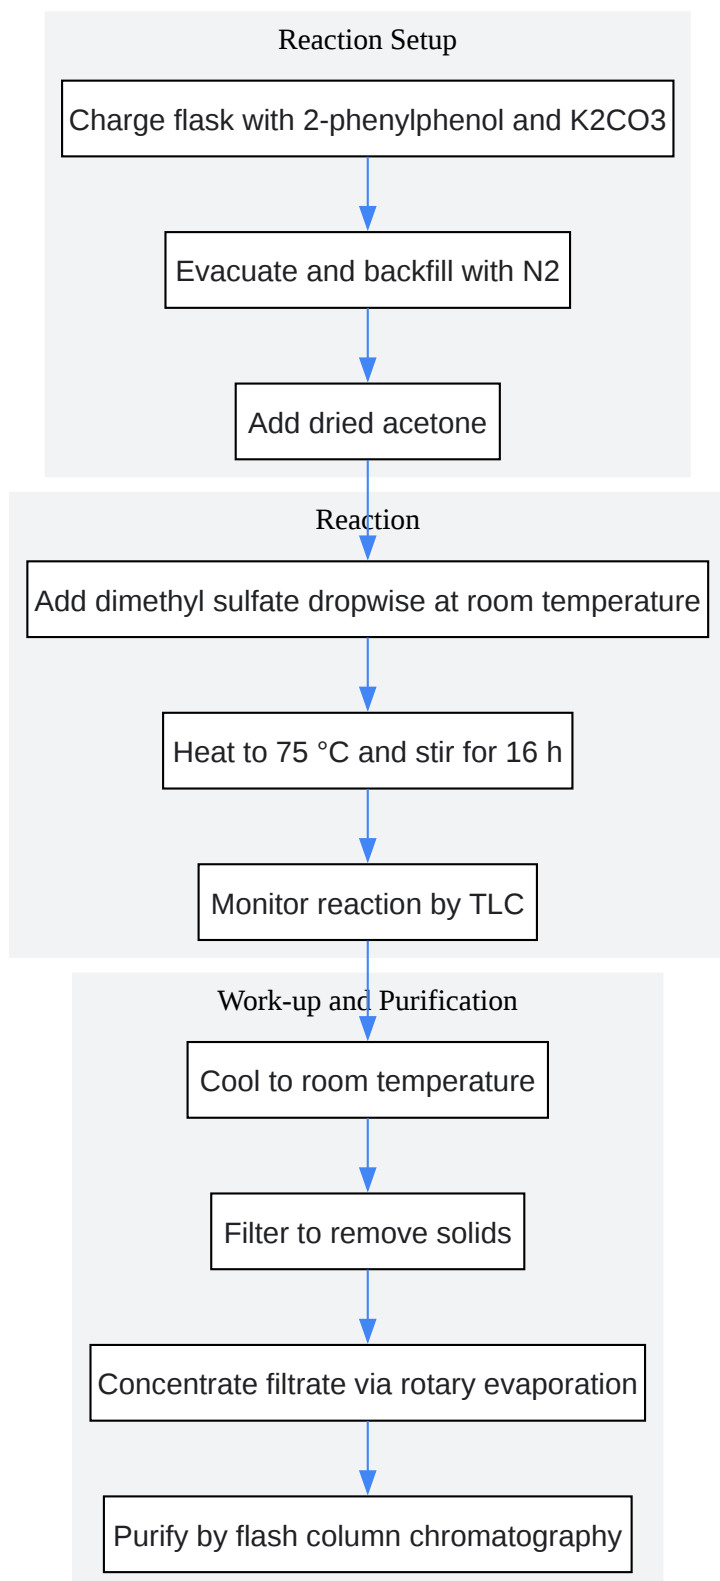 Reaction Setup
Charge flask with 2-phenylphenol and K2CO3
Evacuate and backfill with N2
Add dried acetone
Reaction
Add dimethyl sulfate dropwise at room temperature
Heat to 75 °C and stir for 16 h
Monitor reaction by TLC
Work-up and Purification
Cool to room temperature
Filter to remove solids
Concentrate filtrate via rotary evaporation
Purify by flash column chromatography